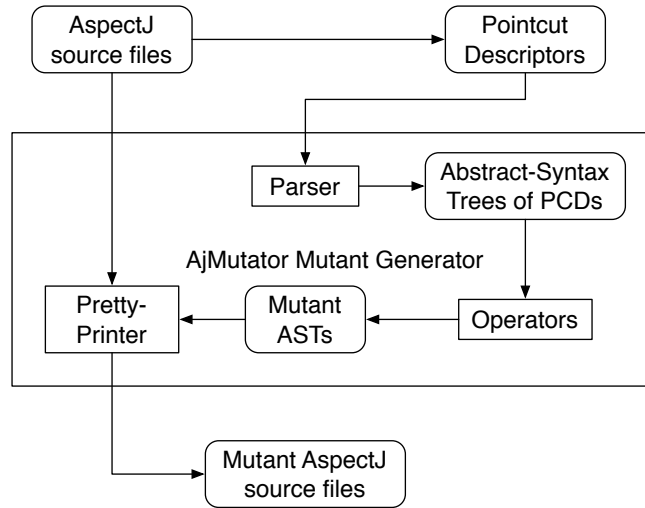 AspectJ
source files
Pointcut
Descriptors
Parser
Abstract-Syntax
Trees of PCDs
AjMutator Mutant Generator
Pretty-
Printer
Mutant
ASTs
Operators
Mutant AspectJ
source files